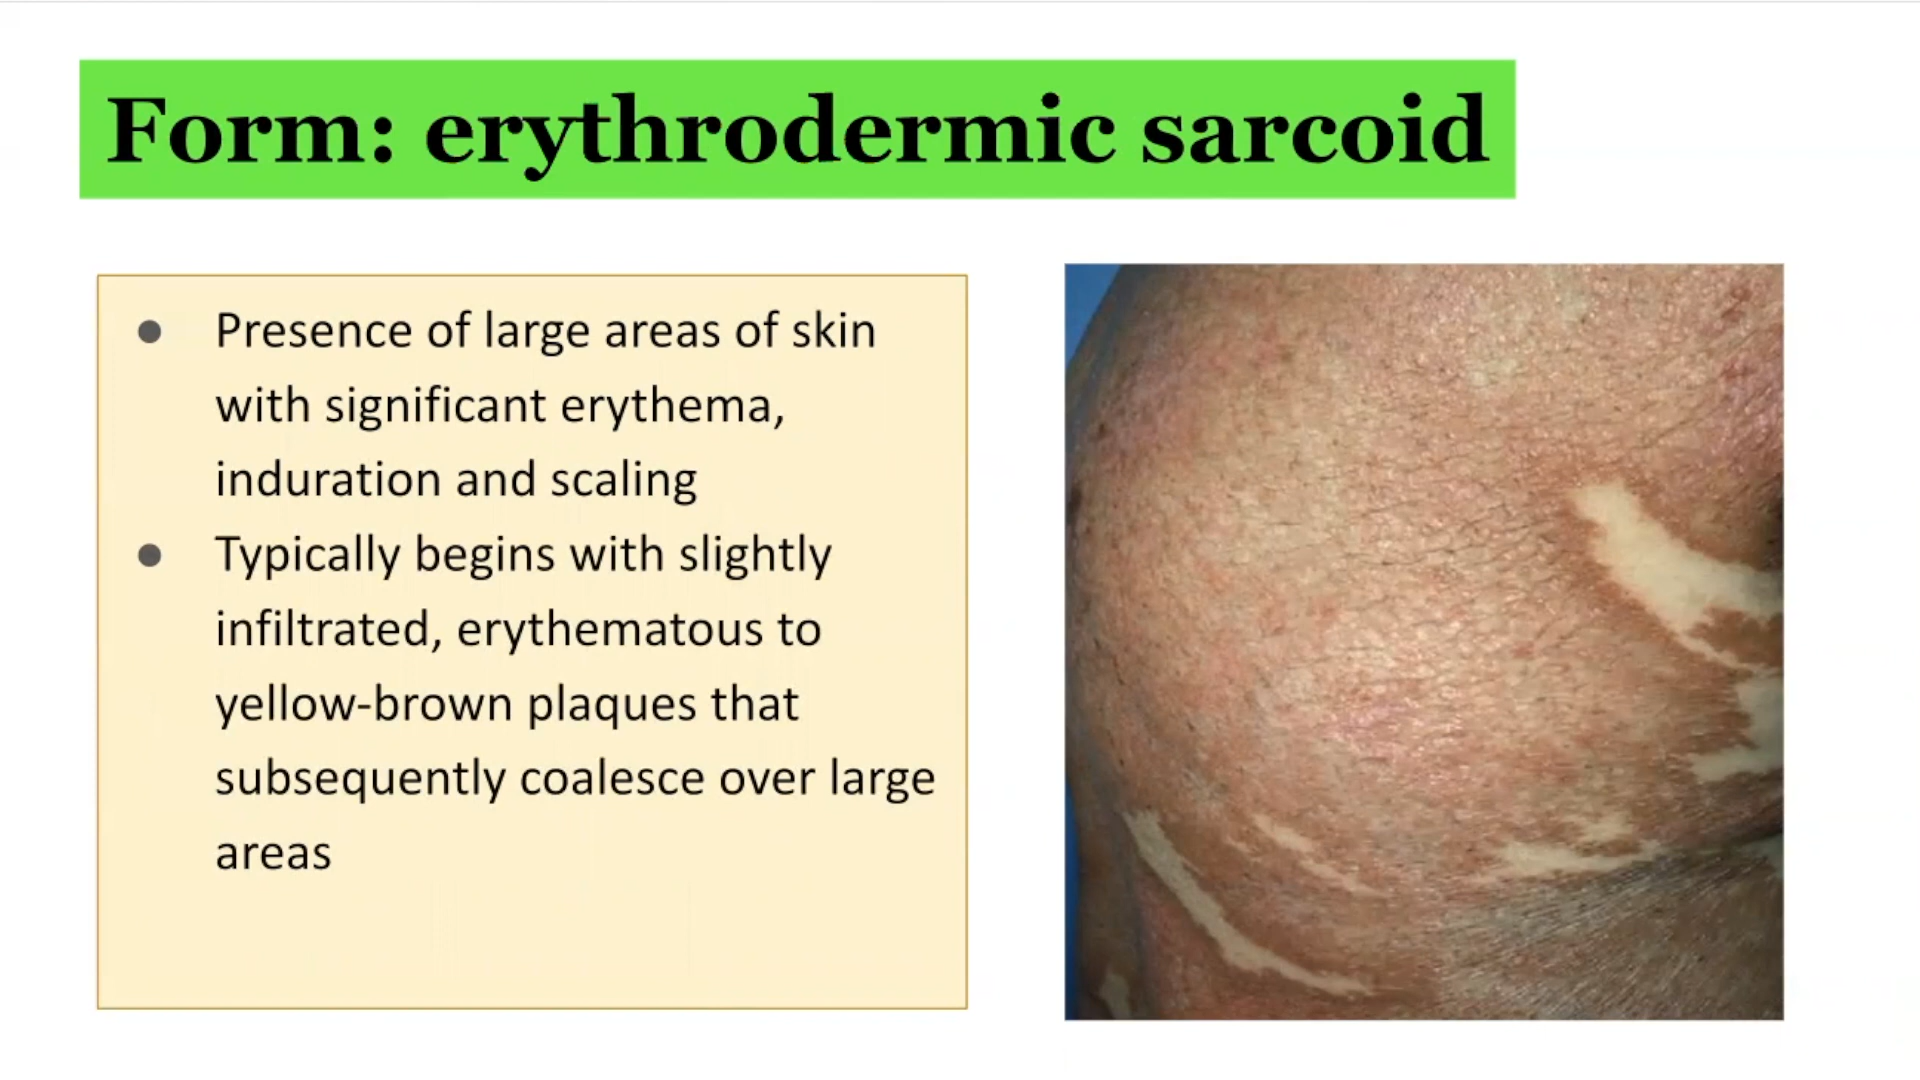 Form: erythrodermic sarcoid
● Presence of large areas of skin
with significant erythema,
induration and scaling
● Typically begins with slightly
infiltrated, erythematous to
yellow-brown plaques that
subsequently coalesce over large
areas